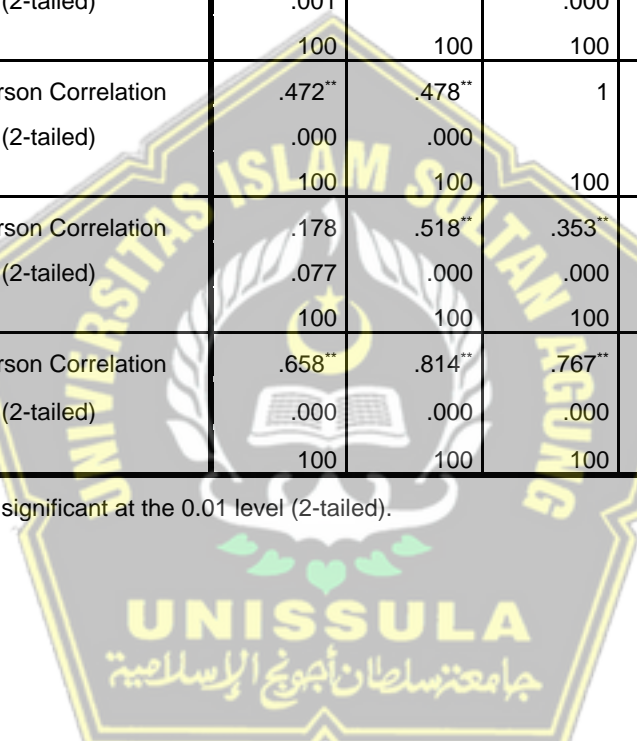 (2-tailed) .001 .000
100 100 100
rson Correlation .472** .478** 1
(2-tailed) .000 .000
100 100 100
rson Correlation .178 .518** .353**
(2-tailed) .077 .000 .000
100 100 100
rson Correlation .658** .814** .767**
(2-tailed) .000 .000 .000
100 100 100
significant at the 0.01 level (2-tailed).
UNIVERSITAS ISLAM SULTAN AGUNG
UNISSULA
جامعنسلطان أجونج الإسلامية